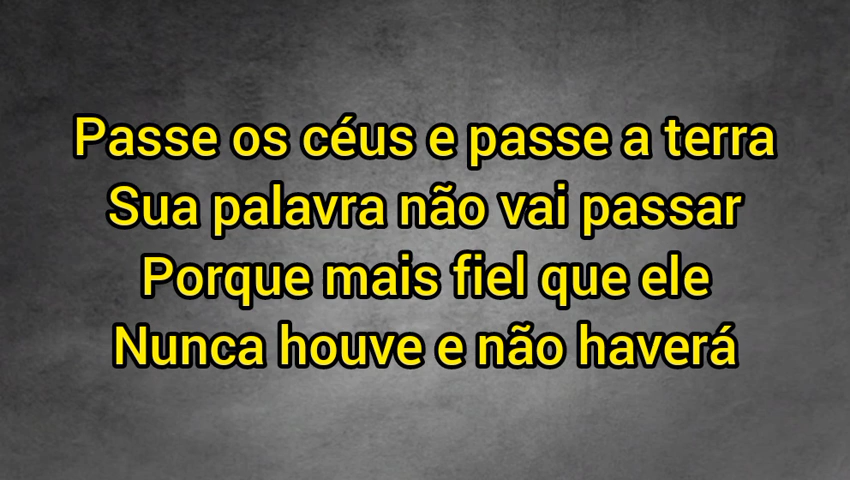 Passe os céus e passe a terra
Sua palavra não vai passar
Porque mais fiel que ele
Nunca houve e não haverá